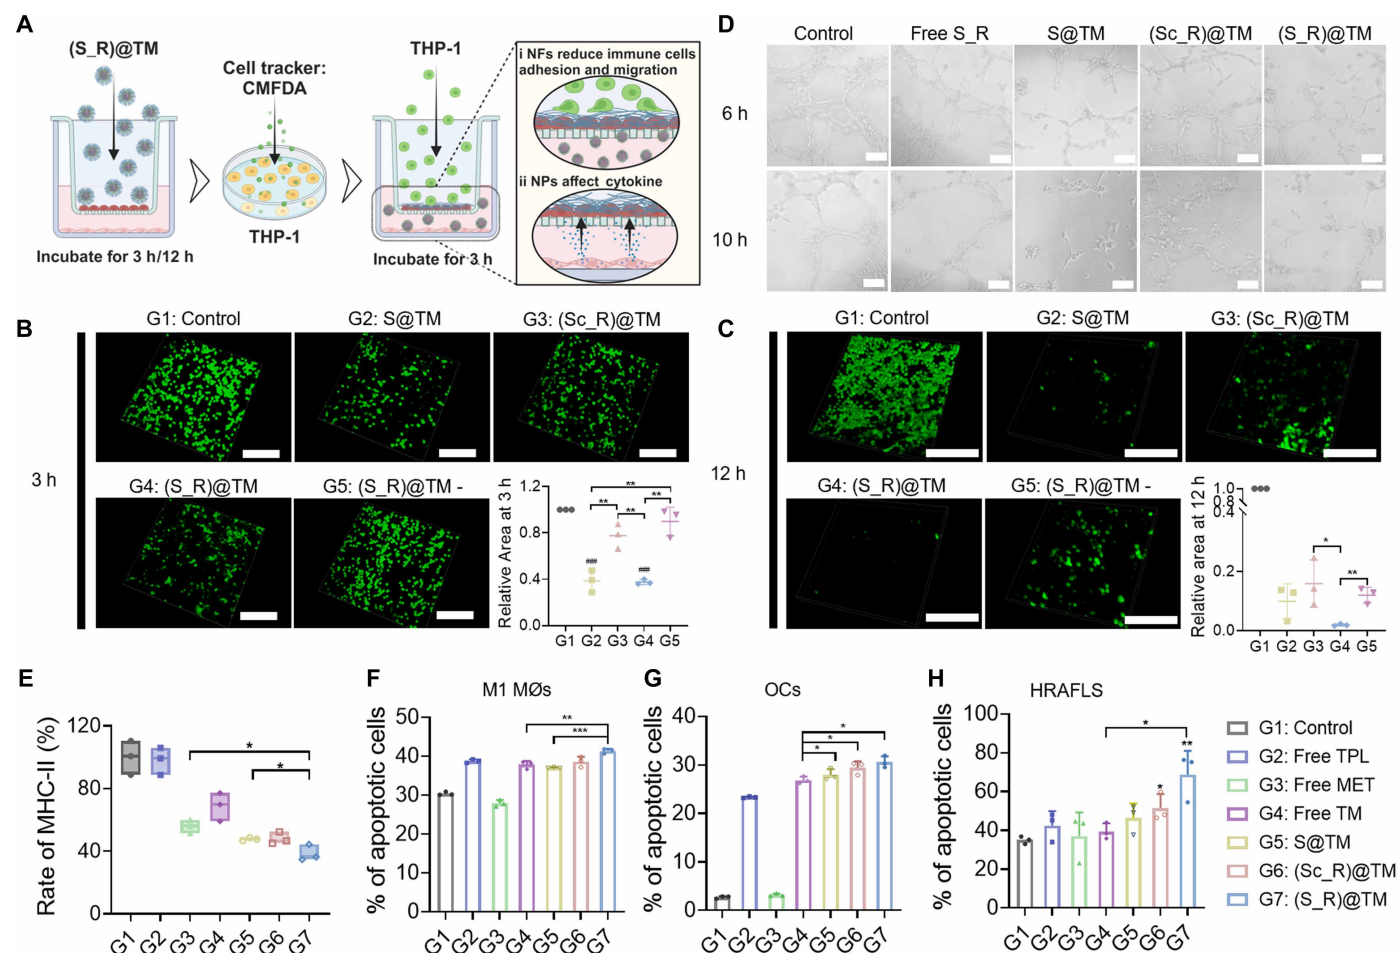 A
(S_R)@TM
Cell tracker:
CMFDA
THP-1
THP-1
Incubate for 3 h/12 h
Incubate for 3 h
i NFs reduce immune cells
adhesion and migration
ii NPs affect cytokine
D
Control
Free S_R
S@TM
(Sc_R)@TM
(S_R)@TM
6 h
10 h
B
3 h
G1: Control
G2: S@TM
G3: (Sc_R)@TM
G4: (S_R)@TM
G5: (S_R)@TM -
Relative Area at 3 h
1.2
0.8
0.4
0.0
**
**
**
**
###
###
G1 G2 G3 G4 G5
C
12 h
G1: Control
G2: S@TM
G3: (Sc_R)@TM
G4: (S_R)@TM
G5: (S_R)@TM -
Relative area at 12 h
1.0
0.8
0.4
0.2
0.0
*
**
G1 G2 G3 G4 G5
E
Rate of MHC-II (%)
120
80
40
0
*
*
G1 G2 G3 G4 G5 G6 G7
F
M1 MØs
% of apoptotic cells
50
40
30
20
10
0
**
***
G1 G2 G3 G4 G5 G6 G7
G
OCs
% of apoptotic cells
40
30
20
10
0
*
*
*
G1 G2 G3 G4 G5 G6 G7
H
HRAFLS
% of apoptotic cells
100
80
60
40
20
0
*
**
*
G1 G2 G3 G4 G5 G6 G7
G1: Control
G2: Free TPL
G3: Free MET
G4: Free TM
G5: S@TM
G6: (Sc_R)@TM
G7: (S_R)@TM